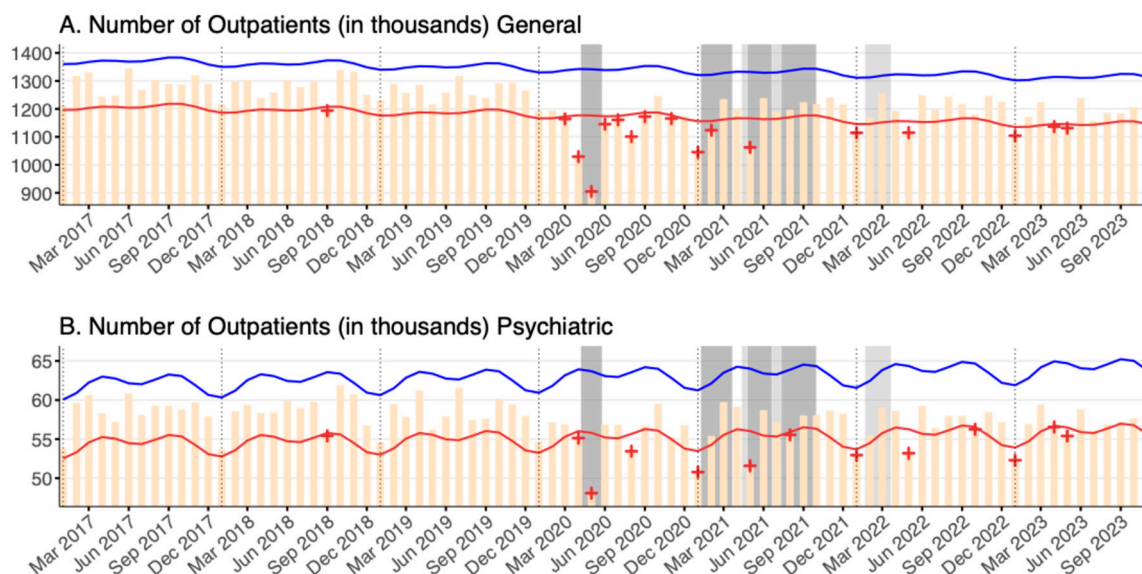 A. Number of Outpatients (in thousands) General
1400
1300
1200
1100
1000
900
Mar 2017 Jun 2017 Sep 2017 Dec 2017 Mar 2018 Jun 2018 Sep 2018 Dec 2018 Mar 2019 Jun 2019 Sep 2019 Dec 2019 Mar 2020 Jun 2020 Sep 2020 Dec 2020 Mar 2021 Jun 2021 Sep 2021 Dec 2021 Mar 2022 Jun 2022 Sep 2022 Dec 2022 Mar 2023 Jun 2023 Sep 2023
B. Number of Outpatients (in thousands) Psychiatric
65
60
55
50
Mar 2017 Jun 2017 Sep 2017 Dec 2017 Mar 2018 Jun 2018 Sep 2018 Dec 2018 Mar 2019 Jun 2019 Sep 2019 Dec 2019 Mar 2020 Jun 2020 Sep 2020 Dec 2020 Mar 2021 Jun 2021 Sep 2021 Dec 2021 Mar 2022 Jun 2022 Sep 2022 Dec 2022 Mar 2023 Jun 2023 Sep 2023